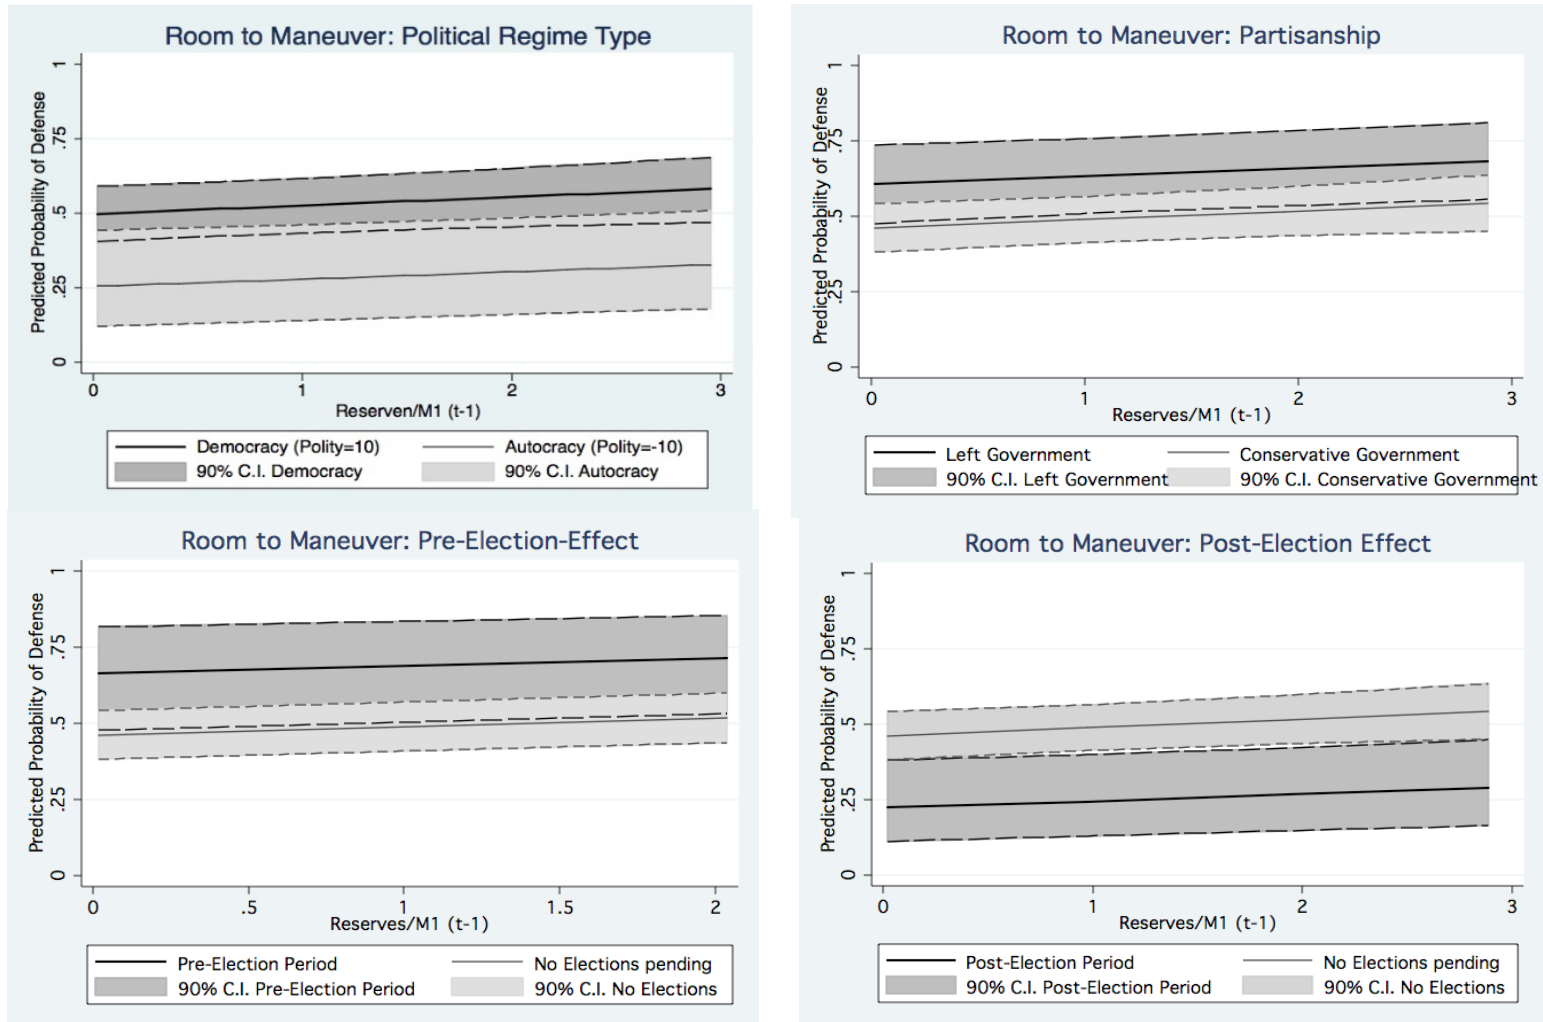 Room to Maneuver: Political Regime Type
Predicted Probability of Defense
1
.75
.5
.25
0
0 1 2 3
Reserven/M1 (t-1)
Democracy (Polity=10) Autocracy (Polity=-10)
90% C.I. Democracy 90% C.I. Autocracy
Room to Maneuver: Partisanship
Predicted Probability of Defense
1
.75
.5
.25
0
0 1 2 3
Reserves/M1 (t-1)
Left Government Conservative Government
90% C.I. Left Government 90% C.I. Conservative Government
Room to Maneuver: Pre-Election-Effect
Predicted Probability of Defense
1
.75
.5
.25
0
0 .5 1 1.5 2
Reserves/M1 (t-1)
Pre-Election Period No Elections pending
90% C.I. Pre-Election Period 90% C.I. No Elections
Room to Maneuver: Post-Election Effect
Predicted Probability of Defense
1
.75
.5
.25
0
0 1 2 3
Reserves/M1 (t-1)
Post-Election Period No Elections pending
90% C.I. Post-Election Period 90% C.I. No Elections